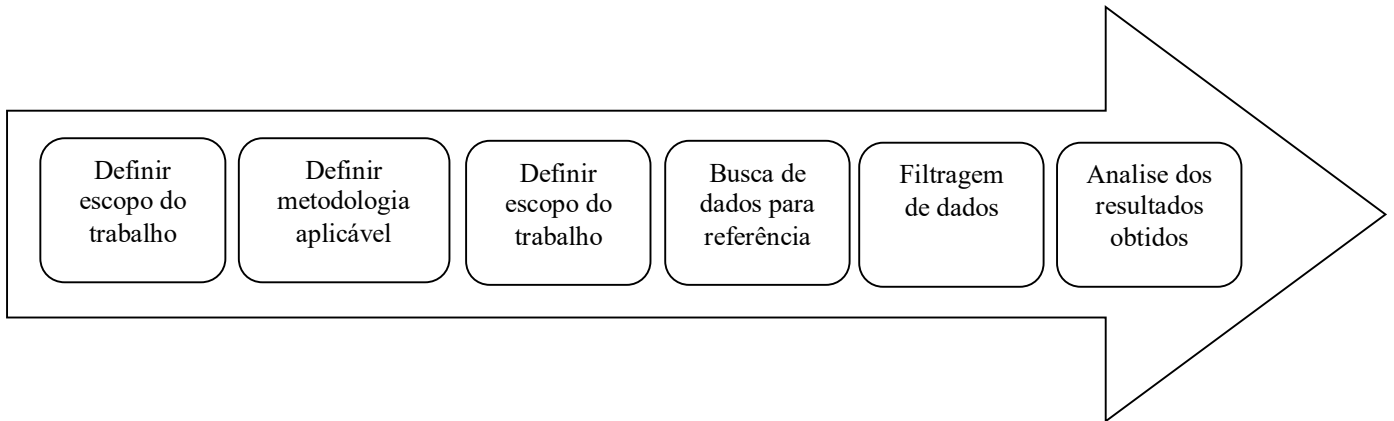 Definir
escopo do
trabalho
Definir
metodologia
aplicável
Definir
escopo do
trabalho
Busca de
dados para
referência
Filtragem
de dados
Analise dos
resultados
obtidos